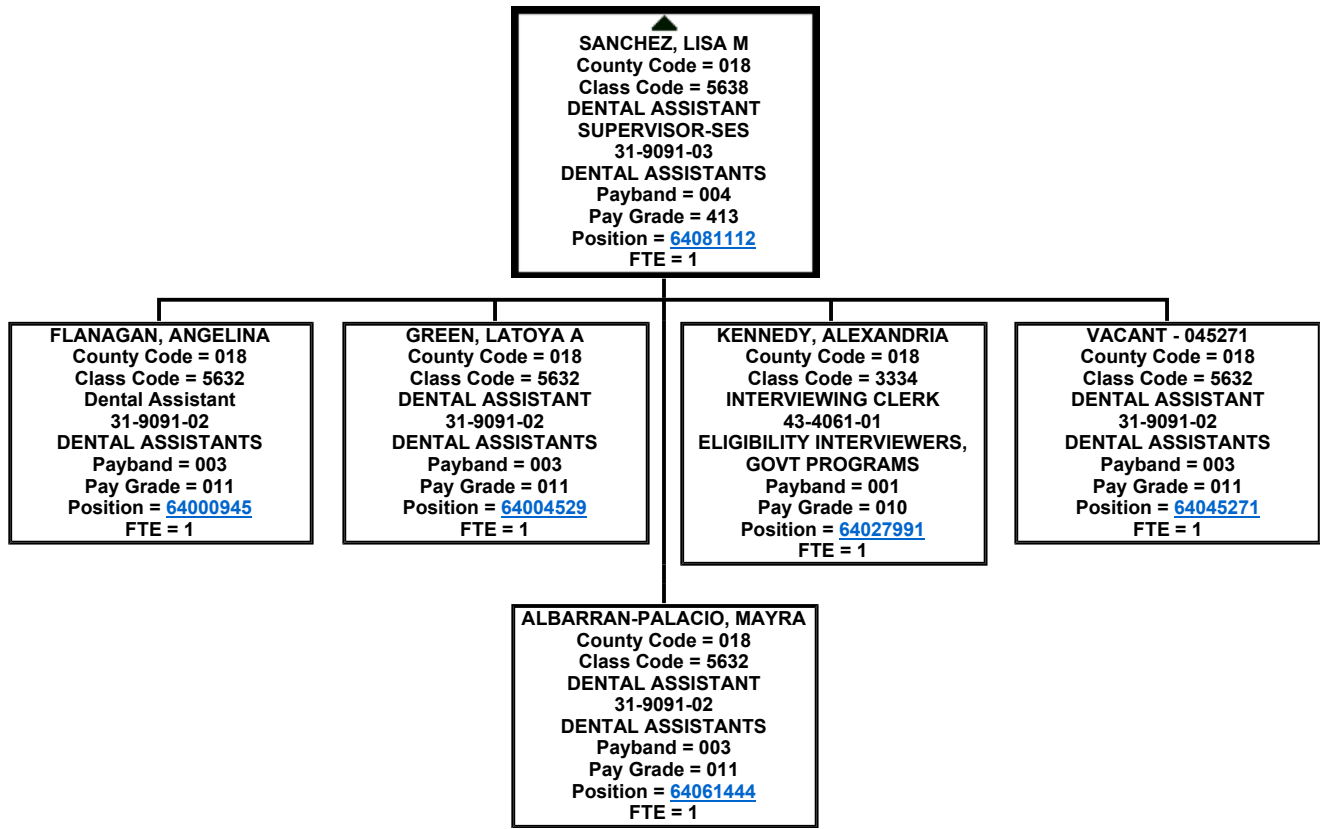 SANCHEZ, LISA M
County Code = 018
Class Code = 5638
DENTAL ASSISTANT
SUPERVISOR-SES
31-9091-03
DENTAL ASSISTANTS
Payband = 004
Pay Grade = 413
Position = 64081112
FTE = 1
FLANAGAN, ANGELINA
County Code = 018
Class Code = 5632
Dental Assistant
31-9091-02
DENTAL ASSISTANTS
Payband = 003
Pay Grade = 011
Position = 64000945
FTE = 1
GREEN, LATOYA A
County Code = 018
Class Code = 5632
DENTAL ASSISTANT
31-9091-02
DENTAL ASSISTANTS
Payband = 003
Pay Grade = 011
Position = 64004529
FTE = 1
KENNEDY, ALEXANDRIA
County Code = 018
Class Code = 3334
INTERVIEWING CLERK
43-4061-01
ELIGIBILITY INTERVIEWERS,
GOVT PROGRAMS
Payband = 001
Pay Grade = 010
Position = 64027991
FTE = 1
VACANT - 045271
County Code = 018
Class Code = 5632
DENTAL ASSISTANT
31-9091-02
DENTAL ASSISTANTS
Payband = 003
Pay Grade = 011
Position = 64045271
FTE = 1
ALBARRAN-PALACIO, MAYRA
County Code = 018
Class Code = 5632
DENTAL ASSISTANT
31-9091-02
DENTAL ASSISTANTS
Payband = 003
Pay Grade = 011
Position = 64061444
FTE = 1